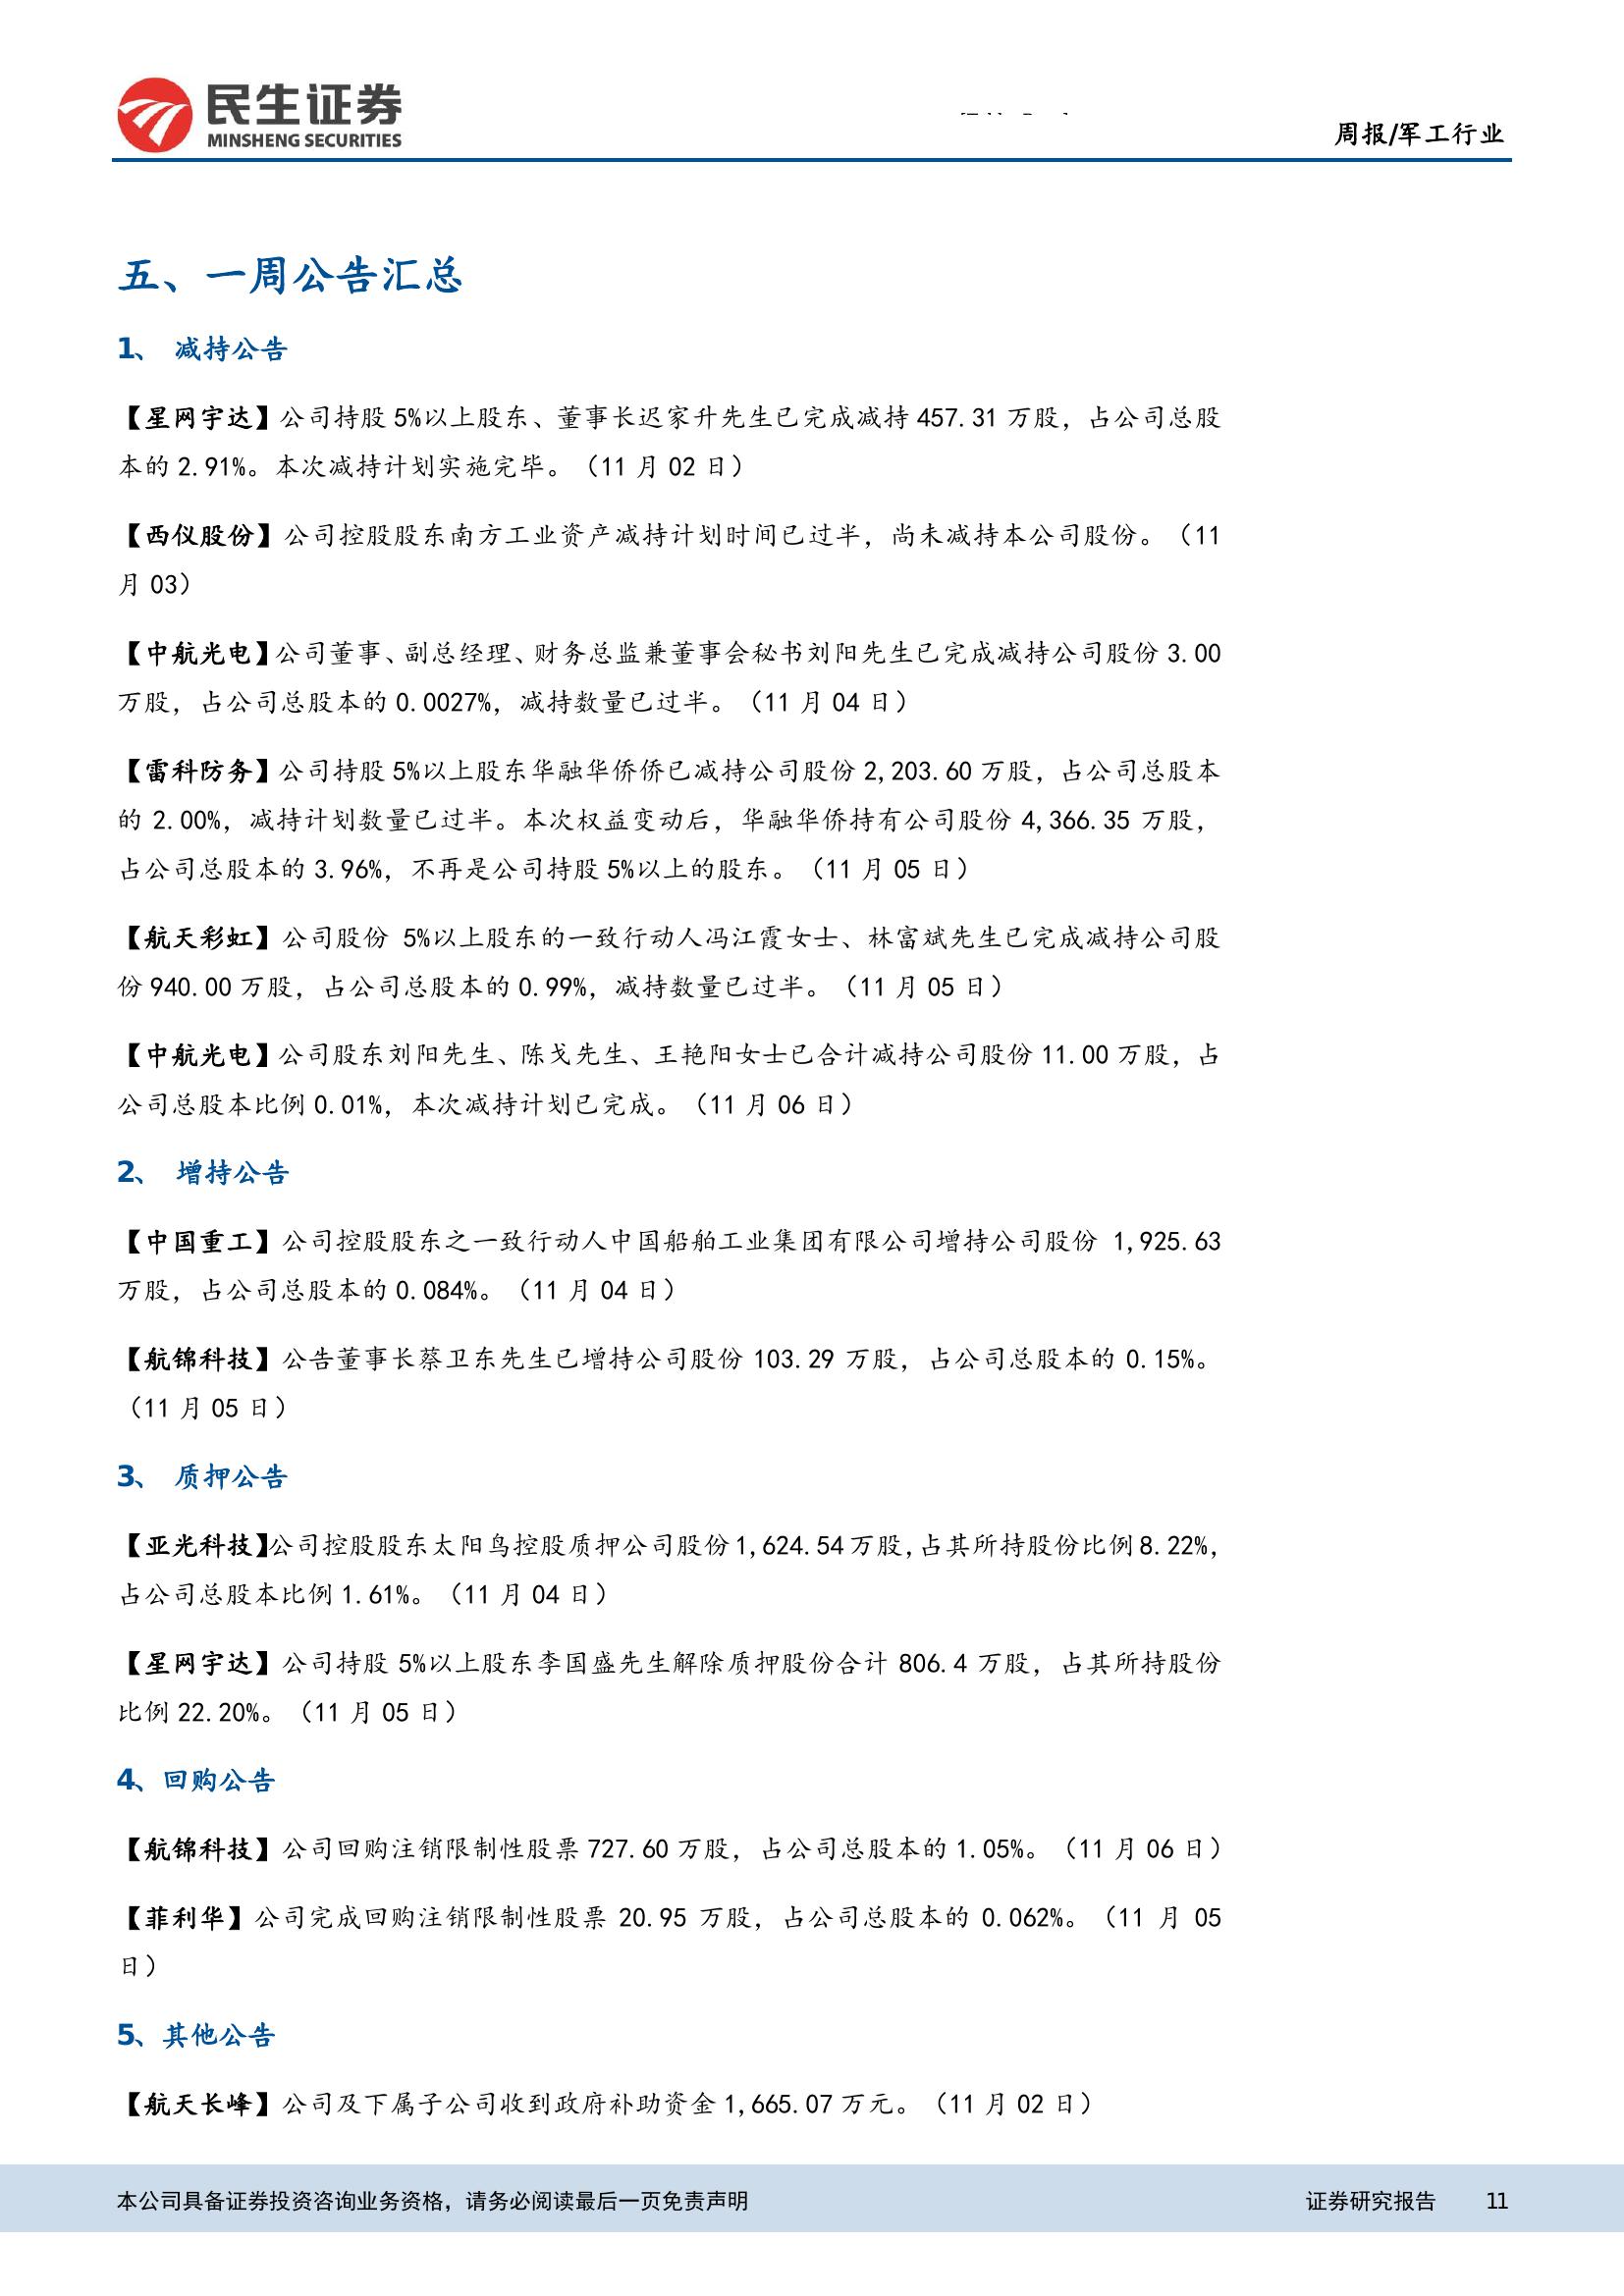 民生证券
MINSHENG SECURITIES
周报/军工行业
五、一周公告汇总
1、 减持公告
【星网宇达】公司持股 5%以上股东、董事长迟家升先生已完成减持 457.31 万股，占公司总股
本的 2.91%。本次减持计划实施完毕。（11 月 02 日）
【西仪股份】公司控股股东南方工业资产减持计划时间已过半，尚未减持本公司股份。（11
月 03）
【中航光电】公司董事、副总经理、财务总监兼董事会秘书刘阳先生已完成减持公司股份 3.00
万股，占公司总股本的 0.0027%，减持数量已过半。（11 月 04 日）
【雷科防务】公司持股 5%以上股东华融华侨侨已减持公司股份 2,203.60 万股，占公司总股本
的 2.00%，减持计划数量已过半。本次权益变动后，华融华侨持有公司股份 4,366.35 万股，
占公司总股本的 3.96%，不再是公司持股 5%以上的股东。（11 月 05 日）
【航天彩虹】公司股份 5%以上股东的一致行动人冯江霞女士、林富斌先生已完成减持公司股
份 940.00 万股，占公司总股本的 0.99%，减持数量已过半。（11 月 05 日）
【中航光电】公司股东刘阳先生、陈戈先生、王艳阳女士已合计减持公司股份 11.00 万股，占
公司总股本比例 0.01%，本次减持计划已完成。（11 月 06 日）
2、 增持公告
【中国重工】公司控股股东之一致行动人中国船舶工业集团有限公司增持公司股份 1,925.63
万股，占公司总股本的 0.084%。（11 月 04 日）
【航锦科技】公告董事长蔡卫东先生已增持公司股份 103.29 万股，占公司总股本的 0.15%。
（11 月 05 日）
3、 质押公告
【亚光科技】公司控股股东太阳鸟控股质押公司股份 1,624.54 万股，占其所持股份比例 8.22%，
占公司总股本比例 1.61%。（11 月 04 日）
【星网宇达】公司持股 5%以上股东李国盛先生解除质押股份合计 806.4 万股，占其所持股份
比例 22.20%。（11 月 05 日）
4、回购公告
【航锦科技】公司回购注销限制性股票 727.60 万股，占公司总股本的 1.05%。（11 月 06 日）
【菲利华】公司完成回购注销限制性股票 20.95 万股，占公司总股本的 0.062%。（11 月 05
日）
5、其他公告
【航天长峰】公司及下属子公司收到政府补助资金 1,665.07 万元。（11 月 02 日）
本公司具备证券投资咨询业务资格，请务必阅读最后一页免责声明 证券研究报告 11